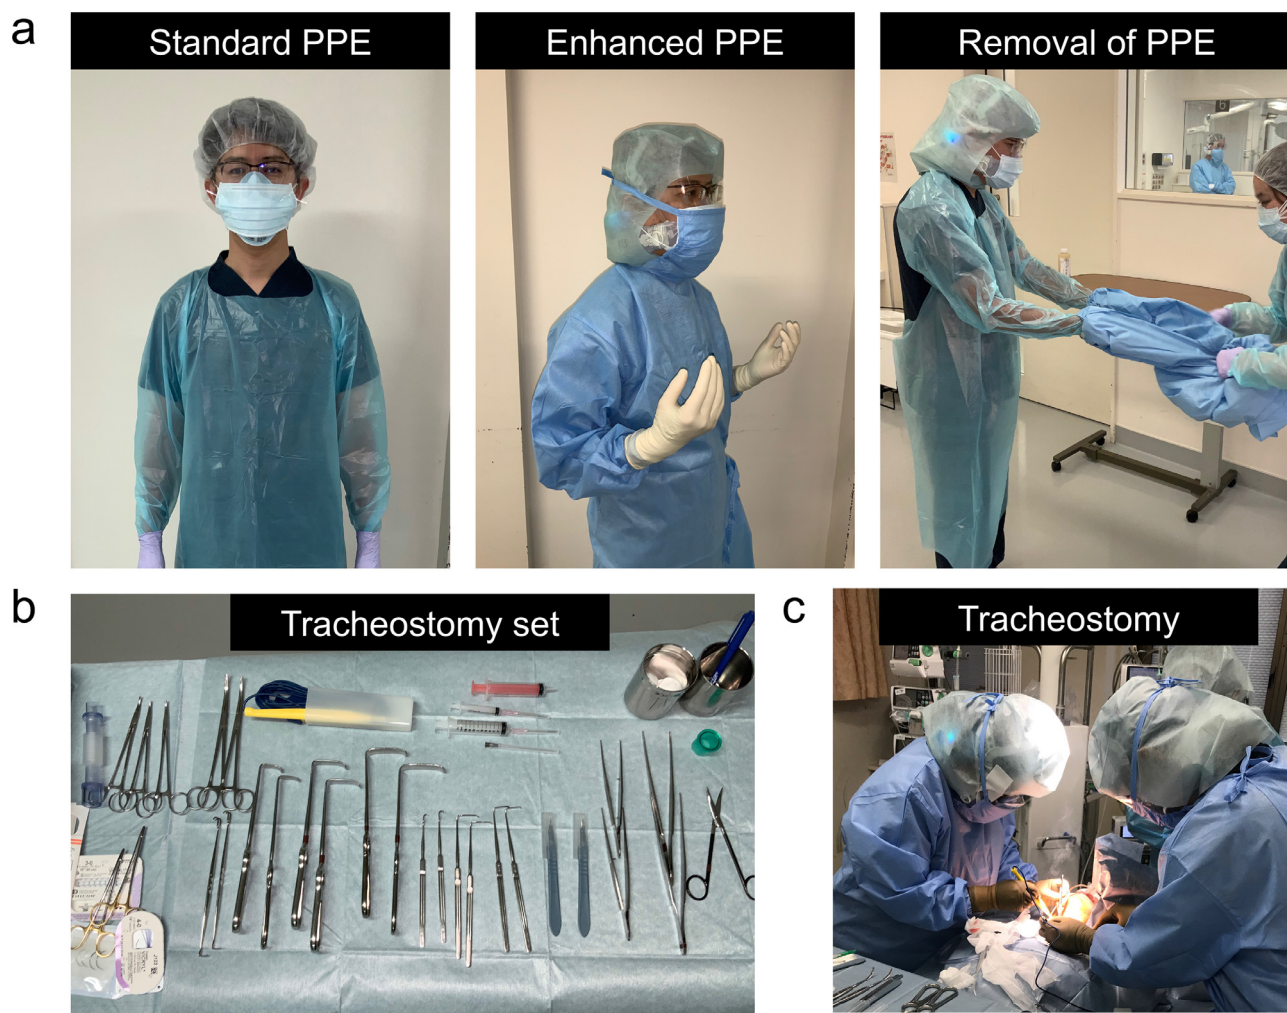 a
Standard PPE
Enhanced PPE
Removal of PPE
b
Tracheostomy set
c
Tracheostomy